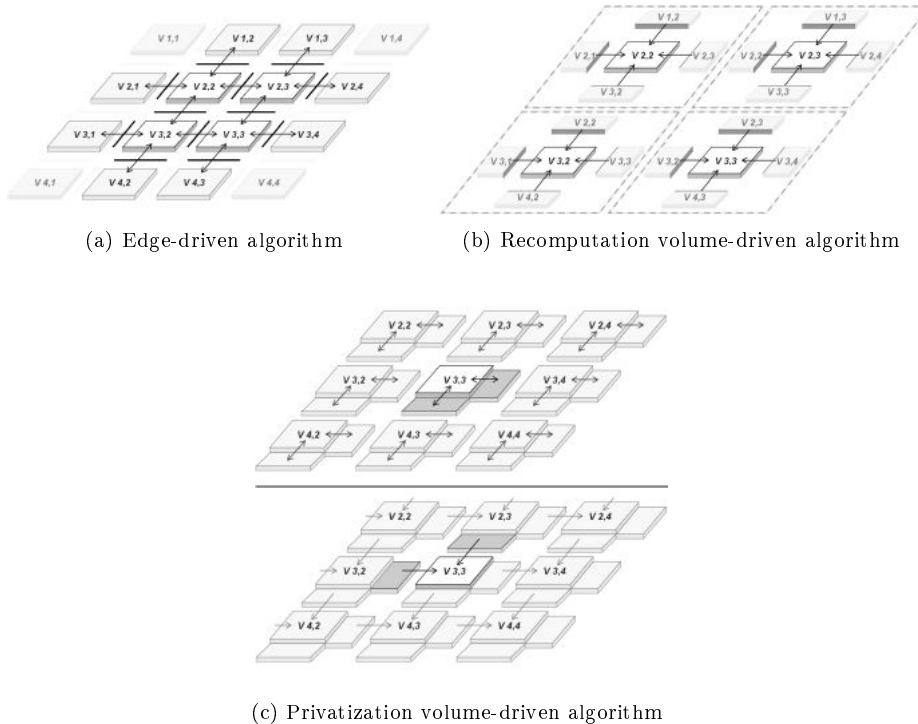 V 1,1 V 1,2 V 1,3 V 1,4
V 2,1 V 2,2 V 2,3 V 2,4
V 3,1 V 3,2 V 3,3 V 3,4
V 4,1 V 4,2 V 4,3 V 4,4
(a) Edge-driven algorithm
V 1,2
V 2,1 V 2,2 V 2,3
V 3,2
V 1,3
V 2,2 V 2,3 V 2,4
V 3,3
V 2,2
V 3,1 V 3,2 V 3,3
V 4,2
V 2,3
V 3,2 V 3,3 V 3,4
V 4,3
(b) Recomputation volume-driven algorithm
V 2,2 V 2,3 V 2,4
V 3,2 V 3,3 V 3,4
V 4,2 V 4,3 V 4,4
V 2,2 V 2,3 V 2,4
V 3,2 V 3,3 V 3,4
V 4,2 V 4,3 V 4,4
(c) Privatization volume-driven algorithm